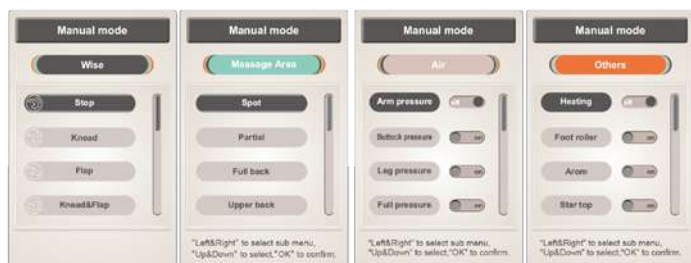 Manual mode
Wise
Stop
Knead
Flap
Knead&Flap
Manual mode
Massage Area
Spot
Partial
Full back
Upper back
"Left&Right" to select sub menu,
"Up&Down" to select,"OK" to confirm.
Manual mode
Air
Arm pressure
Buttock pressure
Leg pressure
Full pressure
"Left&Right" to select sub menu,
"Up&Down" to select,"OK" to confirm.
Manual mode
Others
Heating
Foot roller
Arom
Star top
"Left&Right" to select sub menu,
"Up&Down" to select,"OK" to confirm.